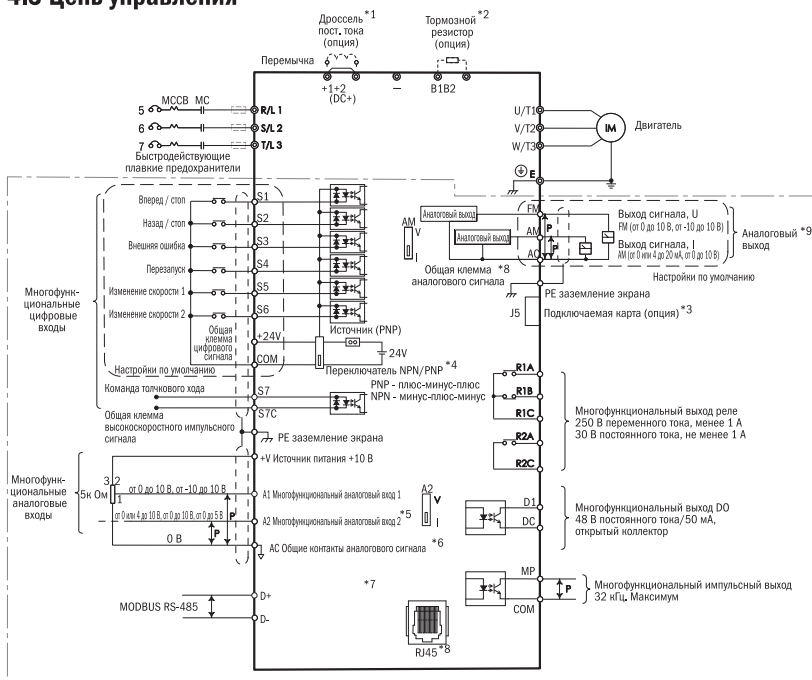 4.3 Цепь управления
Дроссель *1
пост. тока
(опция)
Тормозной *2
резистор
(опция)
Перемычка
+1+2
(DC+)
–
B1B2
MCCB MC
5 R/L 1
6 S/L 2
7 T/L 3
Быстродействующие
плавкие предохранители
U/T1
V/T2
W/T3
IM
Двигатель
E
Вперед / стоп S1
Назад / стоп S2
Внешняя ошибка S3
Перезапуск S4
Изменение скорости 1 S5
Изменение скорости 2 S6
Многофунк-
циональные
цифровые
входы
Общая
клемма
цифрового
сигнала
+24V
COM
Настройки по умолчанию
Источник (PNP)
24V
Переключатель NPN/PNP *4
PNP - плюс-минус-плюс
NPN - минус-плюс-минус
Команда толчкового хода S7
S7C
Общая клемма
высокоскоростного импульсного
сигнала
PE заземление экрана
AM
V
I
Аналоговый выход
Аналоговый выход
Общая клемма *8
аналогового сигнала
FM
AM
AC
P
P
Выход сигнала, U
FM (от 0 до 10 В, от -10 до 10 В)
Выход сигнала, I
AM (от 0 или 4 до 20 мА, от 0 до 10 В)
Аналоговый *9
выход
Настройки по умолчанию
PE заземление экрана
J5 Подключаемая карта (опция) *3
R1A
R1B
R1C
R2A
R2C
Многофункциональный выход реле
250 В переменного тока, менее 1 А
30 В постоянного тока, не менее 1 А
+V Источник питания +10 В
Многофунк-
циональные
аналоговые
входы
5к Ом
3 2
1
от 0 до 10 В, от -10 до 10 В
A1 Многофункциональный аналоговый вход 1
от 0 или 4 до 10 В, от 0 до 10 В, от 0 до 5 В
A2 Многофункциональный аналоговый вход 2 *5
P
P
0 В
AC Общие контакты аналогового сигнала *6
A2
V
I
D1
DC
Многофункциональный выход DO
48 В постоянного тока/50 мА,
открытый коллектор
*7
MP
P
COM
Многофункциональный импульсный выход
32 кГц. Максимум
MODBUS RS-485
D+
D-
RJ45 *8